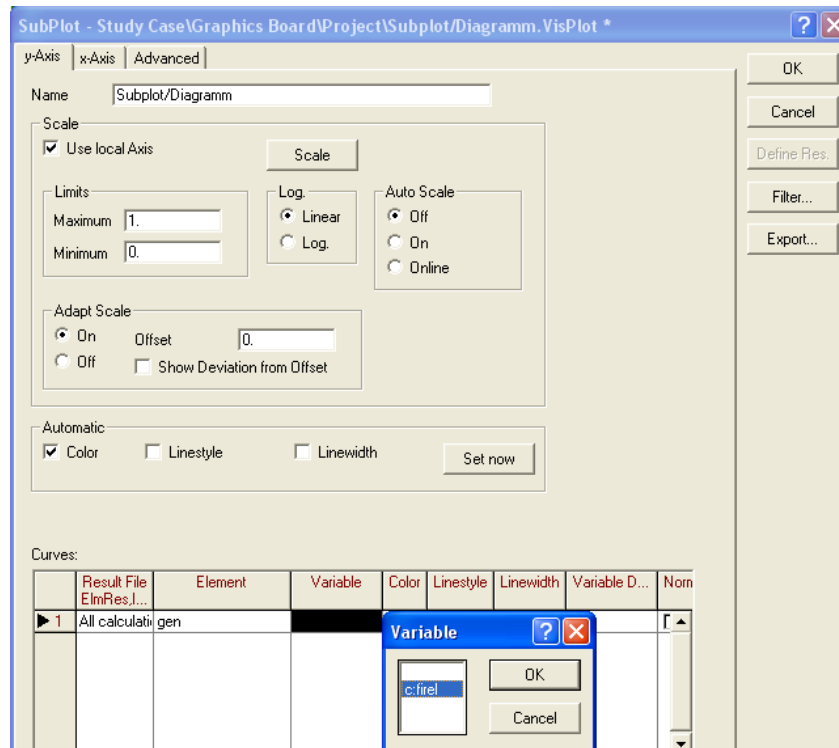 SubPlot - Study Case\Graphics Board\Project\Subplot/Diagramm.VisPlot *
y-Axis x-Axis Advanced
OK
Name Subplot/Diagramm
Cancel
Scale
Use local Axis Scale
Define Res.
Limits Log. Auto Scale
Filter...
Maximum 1. Linear Off
Minimum 0. Log. On
Export...
Online
Adapt Scale
On Offset 0.
Off Show Deviation from Offset
Automatic
Color Linestyle Linewidth Set now
Curves:
Result File Element Variable Color Linestyle Linewidth Variable D... Norn
ElmRes,I...
1 All calculati gen
Variable
c:firel
OK
Cancel